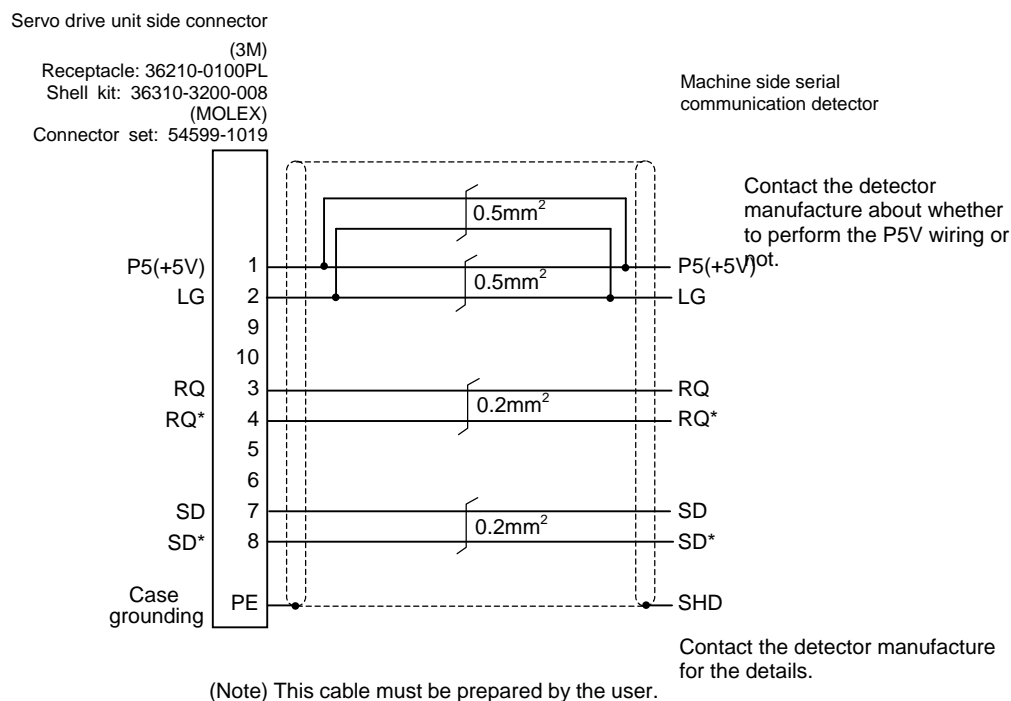 Servo drive unit side connector
(3M)
Receptacle: 36210-0100PL
Shell kit: 36310-3200-008
(MOLEX)
Connector set: 54599-1019
Machine side serial
communication detector
Contact the detector
manufacture about whether
to perform the P5V wiring or
not.
0.5mm²
P5(+5V) 1 P5(+5V)
0.5mm²
LG 2 LG
9
10
RQ 3 RQ
0.2mm²
RQ* 4 RQ*
5
6
SD 7 SD
0.2mm²
SD* 8 SD*
Case
grounding PE SHD
Contact the detector manufacture
for the details.
(Note) This cable must be prepared by the user.